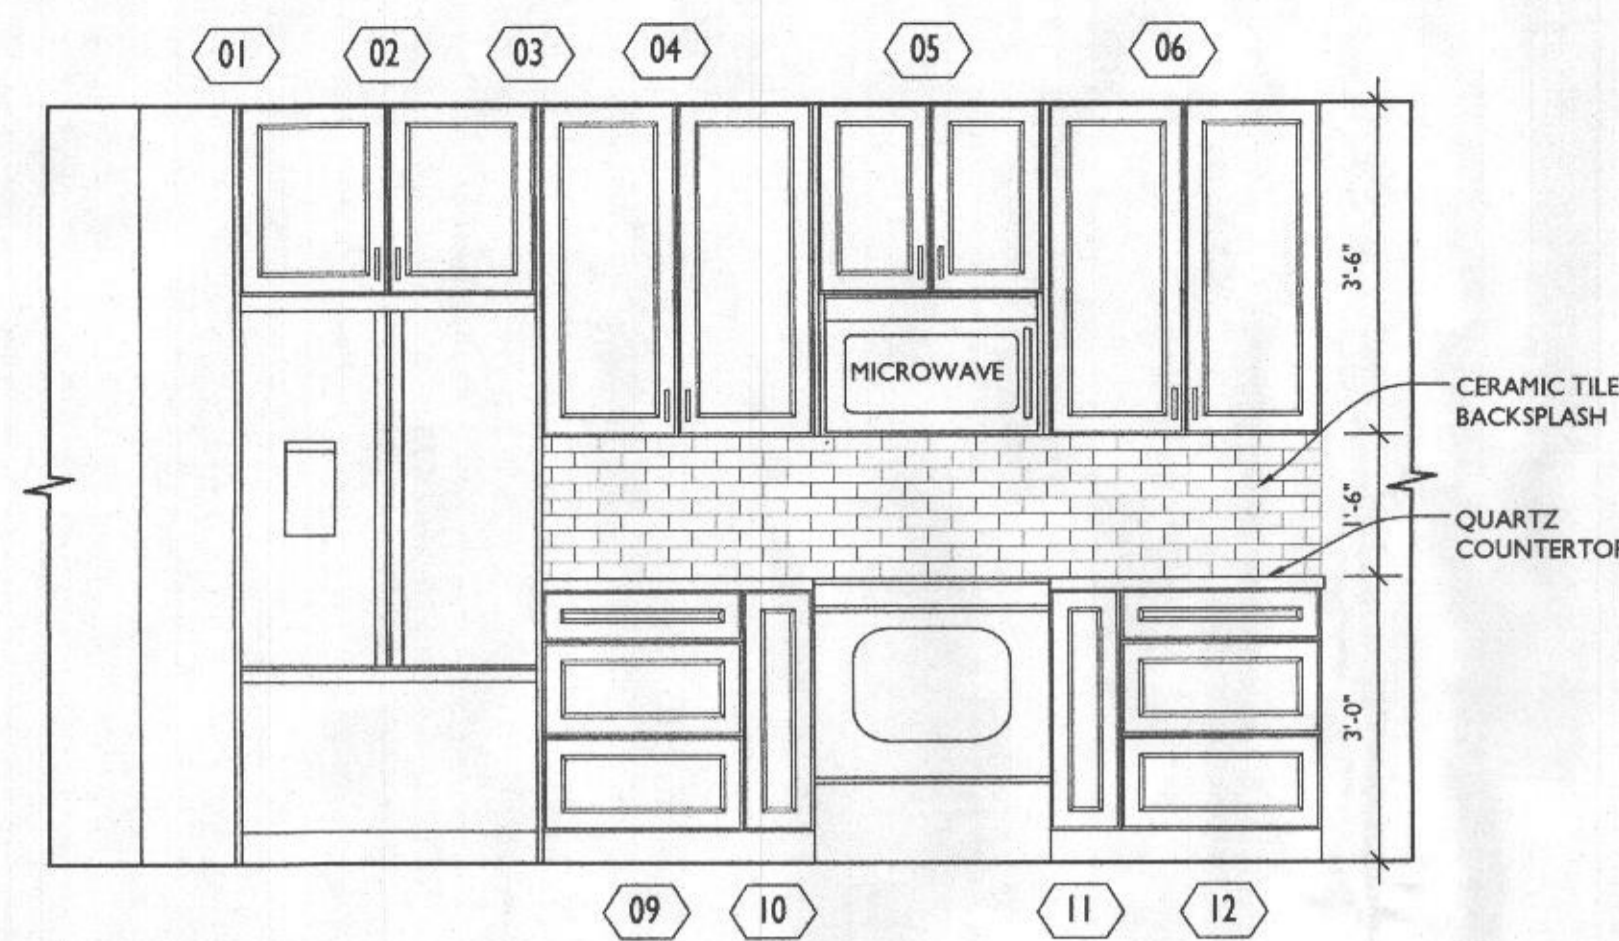 01 02 03 04 05 06
3'-6"
MICROWAVE
CERAMIC TILE
BACKSPLASH
1'-6"
QUARTZ
COUNTERTOP
3'-0"
09 10 11 12